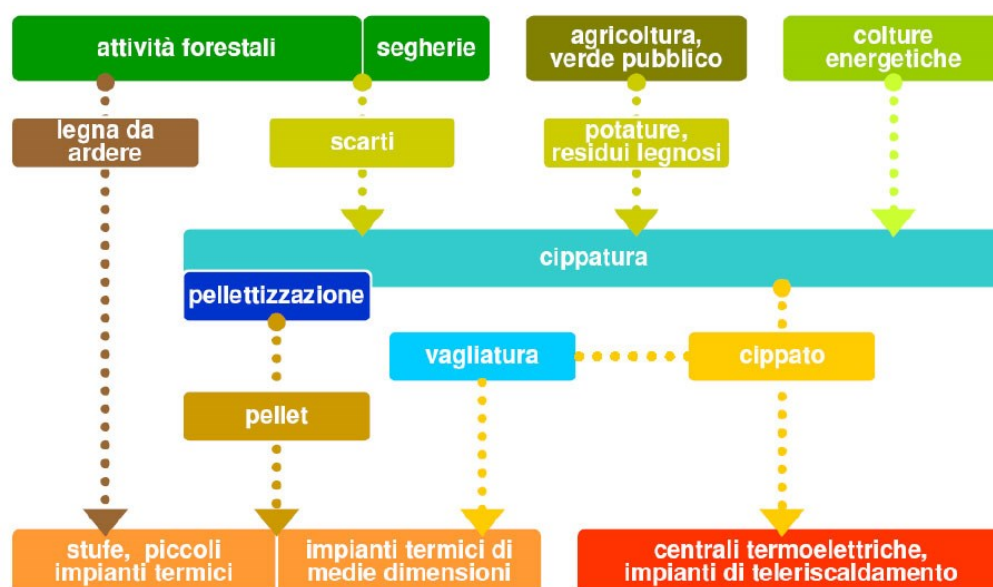 attività forestali
segherie
agricoltura,
verde pubblico
colture
energetiche
legna da
ardere
scarti
potature,
residui legnosi
cippatura
pellettizzazione
vagliatura
cippato
pellet
stufe, piccoli
impianti termici
impianti termici di
medie dimensioni
centrali termoelettriche,
impianti di teleriscaldamento